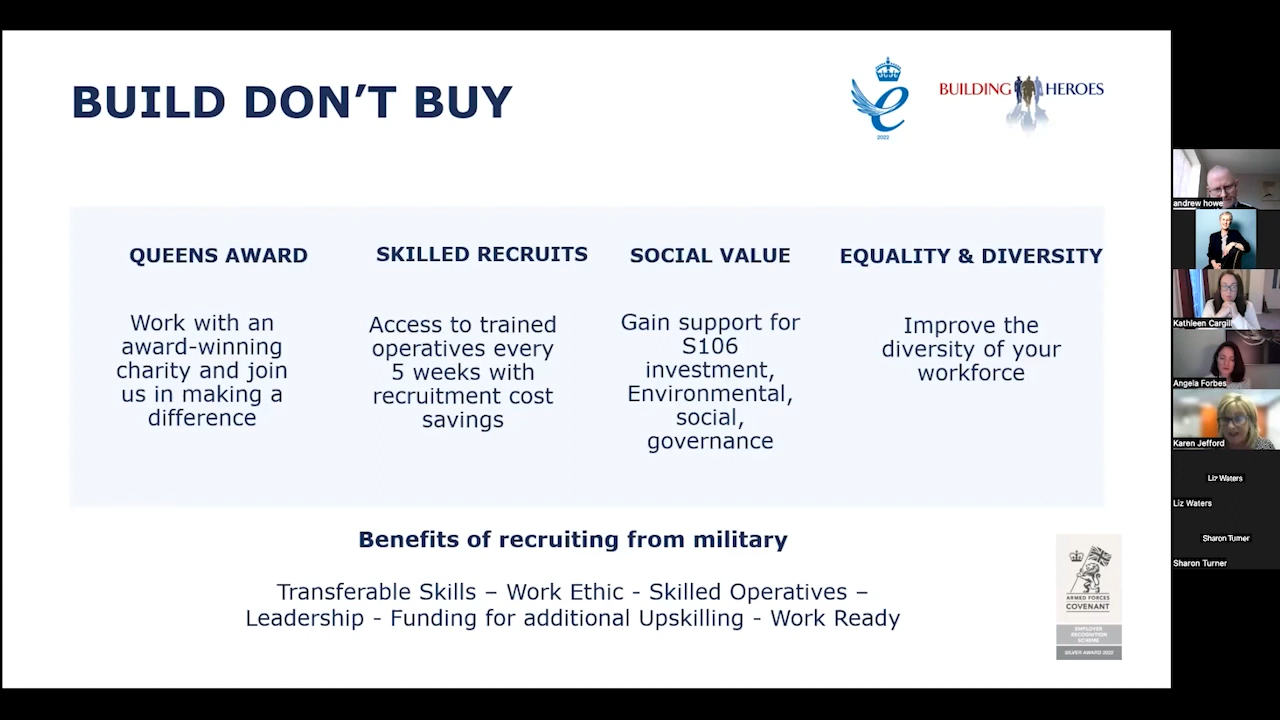 BUILD DON’T BUY
2022
BUILDING HEROES
QUEENS AWARD
Work with an
award-winning
charity and join
us in making a
difference
SKILLED RECRUITS
Access to trained
operatives every
5 weeks with
recruitment cost
savings
SOCIAL VALUE
Gain support for
S106
investment,
Environmental,
social,
governance
EQUALITY & DIVERSITY
Improve the
diversity of your
workforce
Benefits of recruiting from military
Transferable Skills – Work Ethic - Skilled Operatives –
Leadership - Funding for additional Upskilling - Work Ready
ARMED FORCES
COVENANT
EMPLOYER
RECOGNITION
SCHEME
SILVER AWARD 2022
andrew howe
Kathleen Cargill
Angela Forbes
Karen Jefford
Liz Waters
Liz Waters
Sharon Turner
Sharon Turner